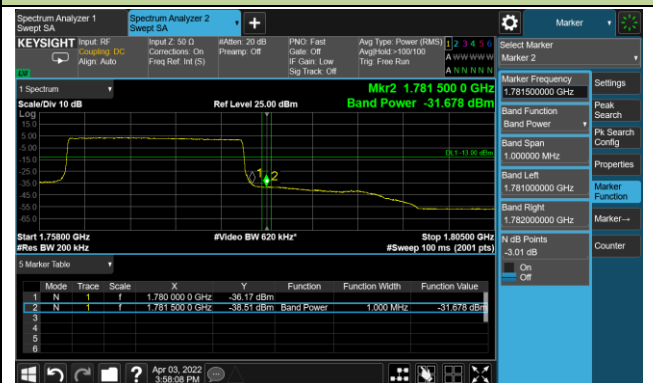 Spectrum Analyzer 1
Swept SA
Spectrum Analyzer 2
Swept SA
Marker
KEYSIGHT Input: RF
Coupling: DC
Align: Auto
Input Z: 50 Ω
Corrections: On
Freq Ref: Int (S)
#Atten: 20 dB
Preamp: Off
PNO: Fast
Gate: Off
IF Gain: Low
Sig Track: Off
Avg Type: Power (RMS)
Avg|Hold:>100/100
Trig: Free Run
1 2 3 4 5 6
A W W W W W
A N N N N N
Select Marker
Marker 2
1 Spectrum
Scale/Div 10 dB
Ref Level 25.00 dBm
Mkr2 1.781 500 0 GHz
Band Power -31.678 dBm
Log
15.0
5.00
-5.00
-15.0
-25.0
-35.0
-45.0
-55.0
-65.0
DL1 -13.00 dBm
1
2
Start 1.75800 GHz
#Res BW 200 kHz
#Video BW 620 kHz*
Stop 1.80500 GHz
#Sweep 100 ms (2001 pts)
5 Marker Table
Mode Trace Scale X Y Function Function Width Function Value
1 N 1 f 1.780 000 0 GHz -36.17 dBm
2 N 1 f 1.781 500 0 GHz -38.51 dBm Band Power 1.000 MHz -31.678 dBm
3
4
5
6
Apr 03, 2022
3:58:08 PM
Marker Frequency
1.781500000 GHz
Band Function
Band Power
Band Span
1.000000 MHz
Band Left
1.781000000 GHz
Band Right
1.782000000 GHz
N dB Points
-3.01 dB
On
Off
Settings
Peak
Search
Pk Search
Config
Properties
Marker
Function
Marker→
Counter